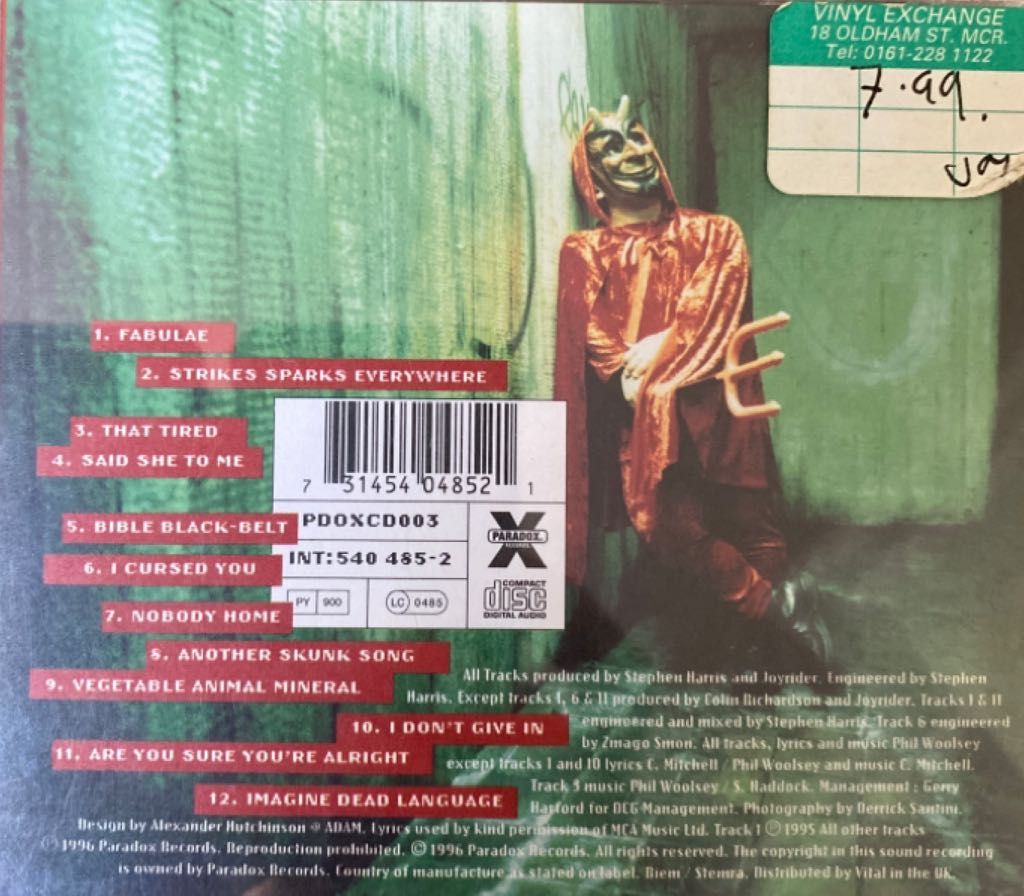 VINYL EXCHANGE
18 OLDHAM ST. MCR.
Tel: 0161-228 1122
7.99.
1. FABULAE
2. STRIKES SPARKS EVERYWHERE
3. THAT TIRED
4. SAID SHE TO ME
7 31454 04852 1
5. BIBLE BLACK-BELT
PDOXCD003
PARADOX
RECORDS
6. I CURSED YOU
INT:540 485-2
COMPACT
disc
DIGITAL AUDIO
PY 900
LC 0485
7. NOBODY HOME
8. ANOTHER SKUNK SONG
9. VEGETABLE ANIMAL MINERAL
10. I DON'T GIVE IN
11. ARE YOU SURE YOU'RE ALRIGHT
12. IMAGINE DEAD LANGUAGE
All Tracks produced by Stephen Harris and Joyrider. Engineered by Stephen
Harris. Except tracks 1, 6 & 11 produced by Colin Richardson and Joyrider. Tracks 1 & 11
engineered and mixed by Stephen Harris. Track 6 engineered
by Zmago Smon. All tracks, lyrics and music Phil Woolsey
except tracks 1 and 10 lyrics C. Mitchell / Phil Woolsey and music C. Mitchell.
Track 3 music Phil Woolsey / S. Haddock. Management : Gerry
Harford for DCG Management. Photography by Derrick Santini.
Design by Alexander Hutchinson @ ADAM. Lyrics used by kind permission of MCA Music Ltd. Track 1 ℗ 1995 All other tracks
℗ 1996 Paradox Records. Reproduction prohibited. © 1996 Paradox Records. All rights reserved. The copyright in this sound recording
is owned by Paradox Records. Country of manufacture as stated on label. Biem / Stemra. Distributed by Vital in the UK.